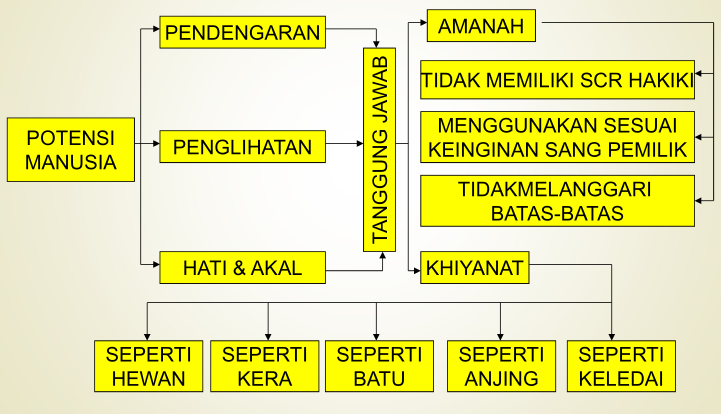 POTENSI
MANUSIA
PENDENGARAN
PENGLIHATAN
HATI & AKAL
TANGGUNG JAWAB
AMANAH
TIDAK MEMILIKI SCR HAKIKI
MENGGUNAKAN SESUAI
KEINGINAN SANG PEMILIK
TIDAKMELANGGARI
BATAS-BATAS
KHIYANAT
SEPERTI
HEWAN
SEPERTI
KERA
SEPERTI
BATU
SEPERTI
ANJING
SEPERTI
KELEDAI